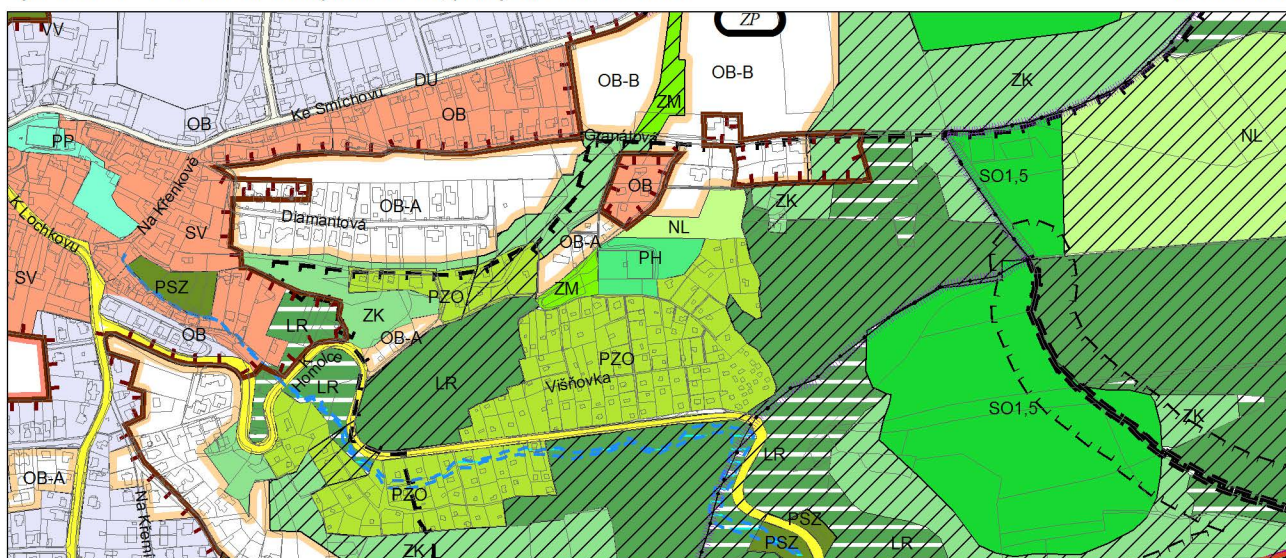 VV
ZP
DU
OB-B
OB-B
ZK
Ke Smíchovu
OB
ZM
OB
PP
Granátová
NL
Na Křenkově
OB
SO1,5
K Lochkovu
OB-A
ZK
Diamantová
SV
NL
OB-A
PH
SV
PSZ
PZO
ZM
LR
ZK
OB
OB-A
PZO
LR
Homolce
LR
Višňovka
SO1,5
ZK
LR
OB-A
PZO
PSZ
PSZ
LR
ZK